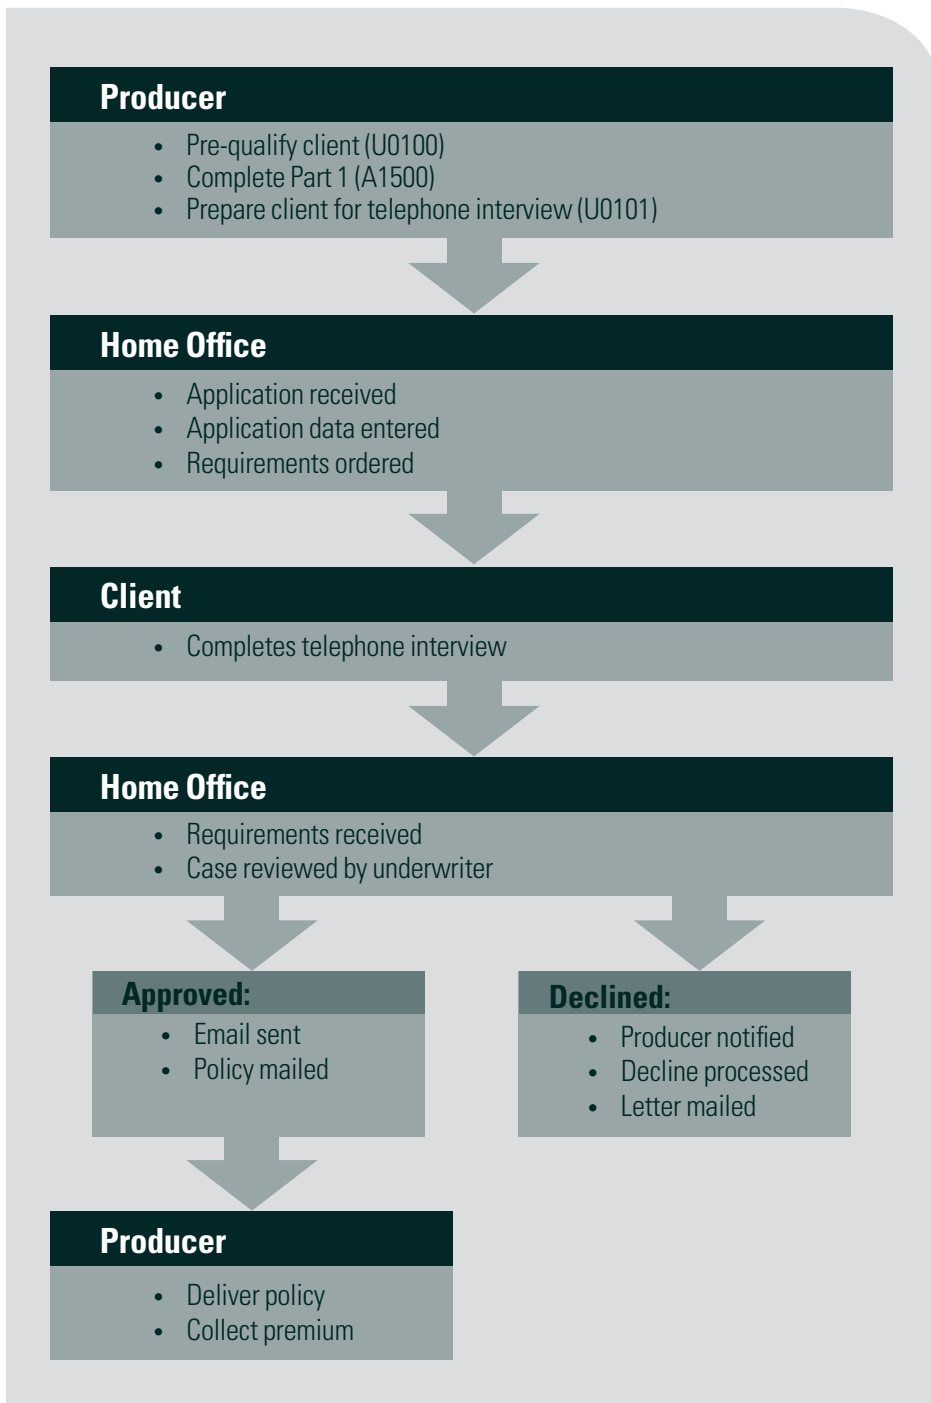 Producer
• Pre-qualify client (U0100)
• Complete Part 1 (A1500)
• Prepare client for telephone interview (U0101)
Home Office
• Application received
• Application data entered
• Requirements ordered
Client
• Completes telephone interview
Home Office
• Requirements received
• Case reviewed by underwriter
Approved:
• Email sent
• Policy mailed
Declined:
• Producer notified
• Decline processed
• Letter mailed
Producer
• Deliver policy
• Collect premium